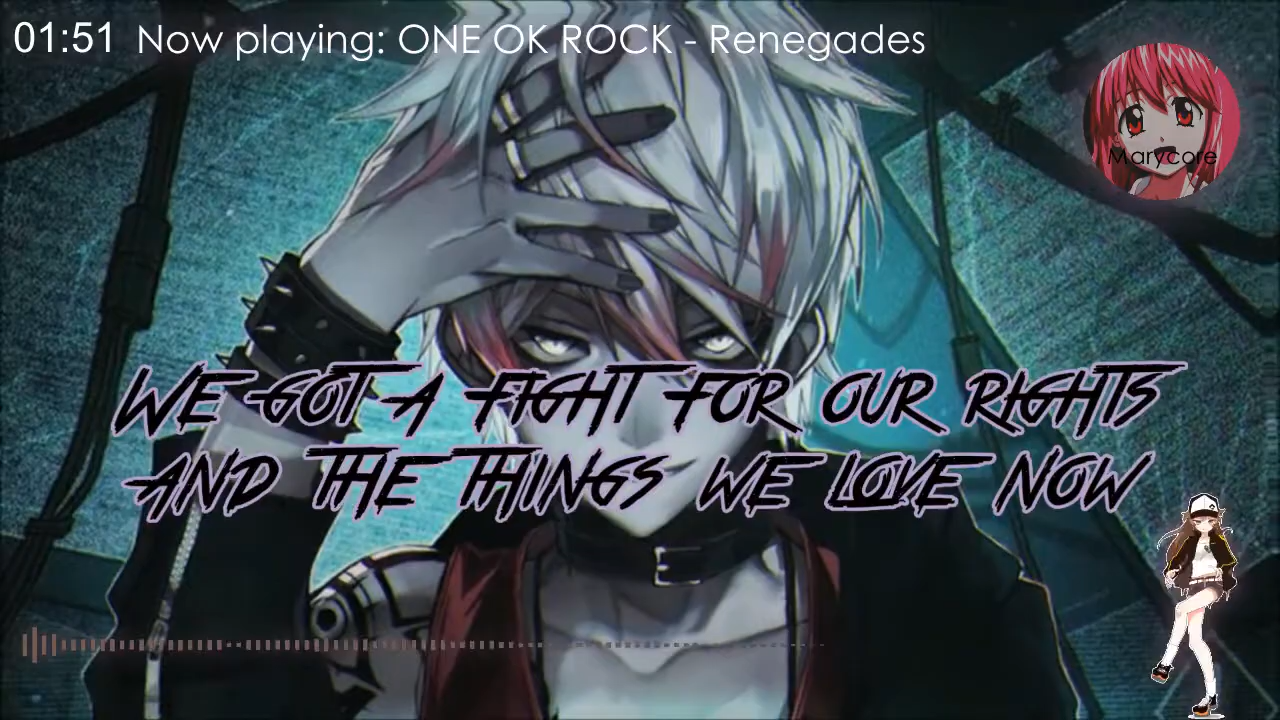 01:51 Now playing: ONE OK ROCK - Renegades
Marycore
WE GOT A FIGHT FOR OUR RIGHTS
AND THE THINGS WE LOVE NOW